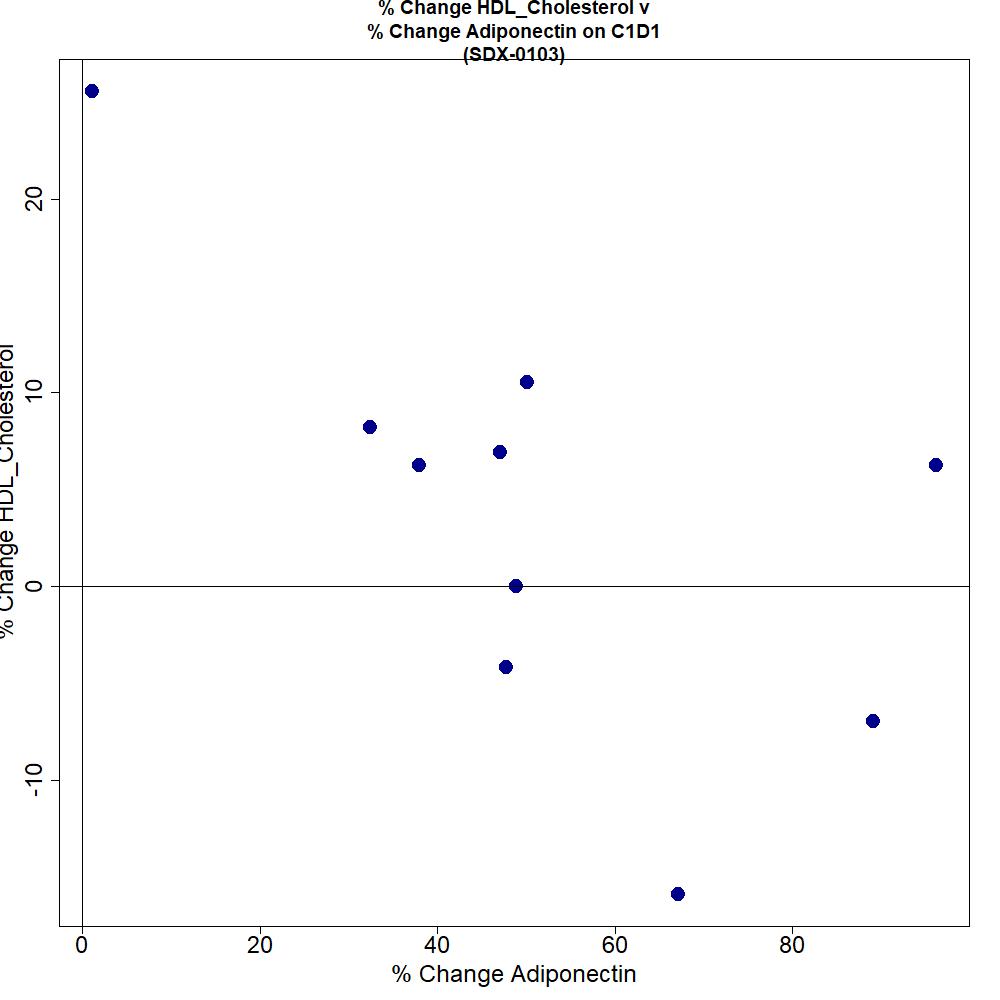 % Change HDL_Cholesterol v
% Change Adiponectin on C1D1
(SDX-0103)
% Change HDL_Cholesterol
20
10
0
-10
0 20 40 60 80
% Change Adiponectin